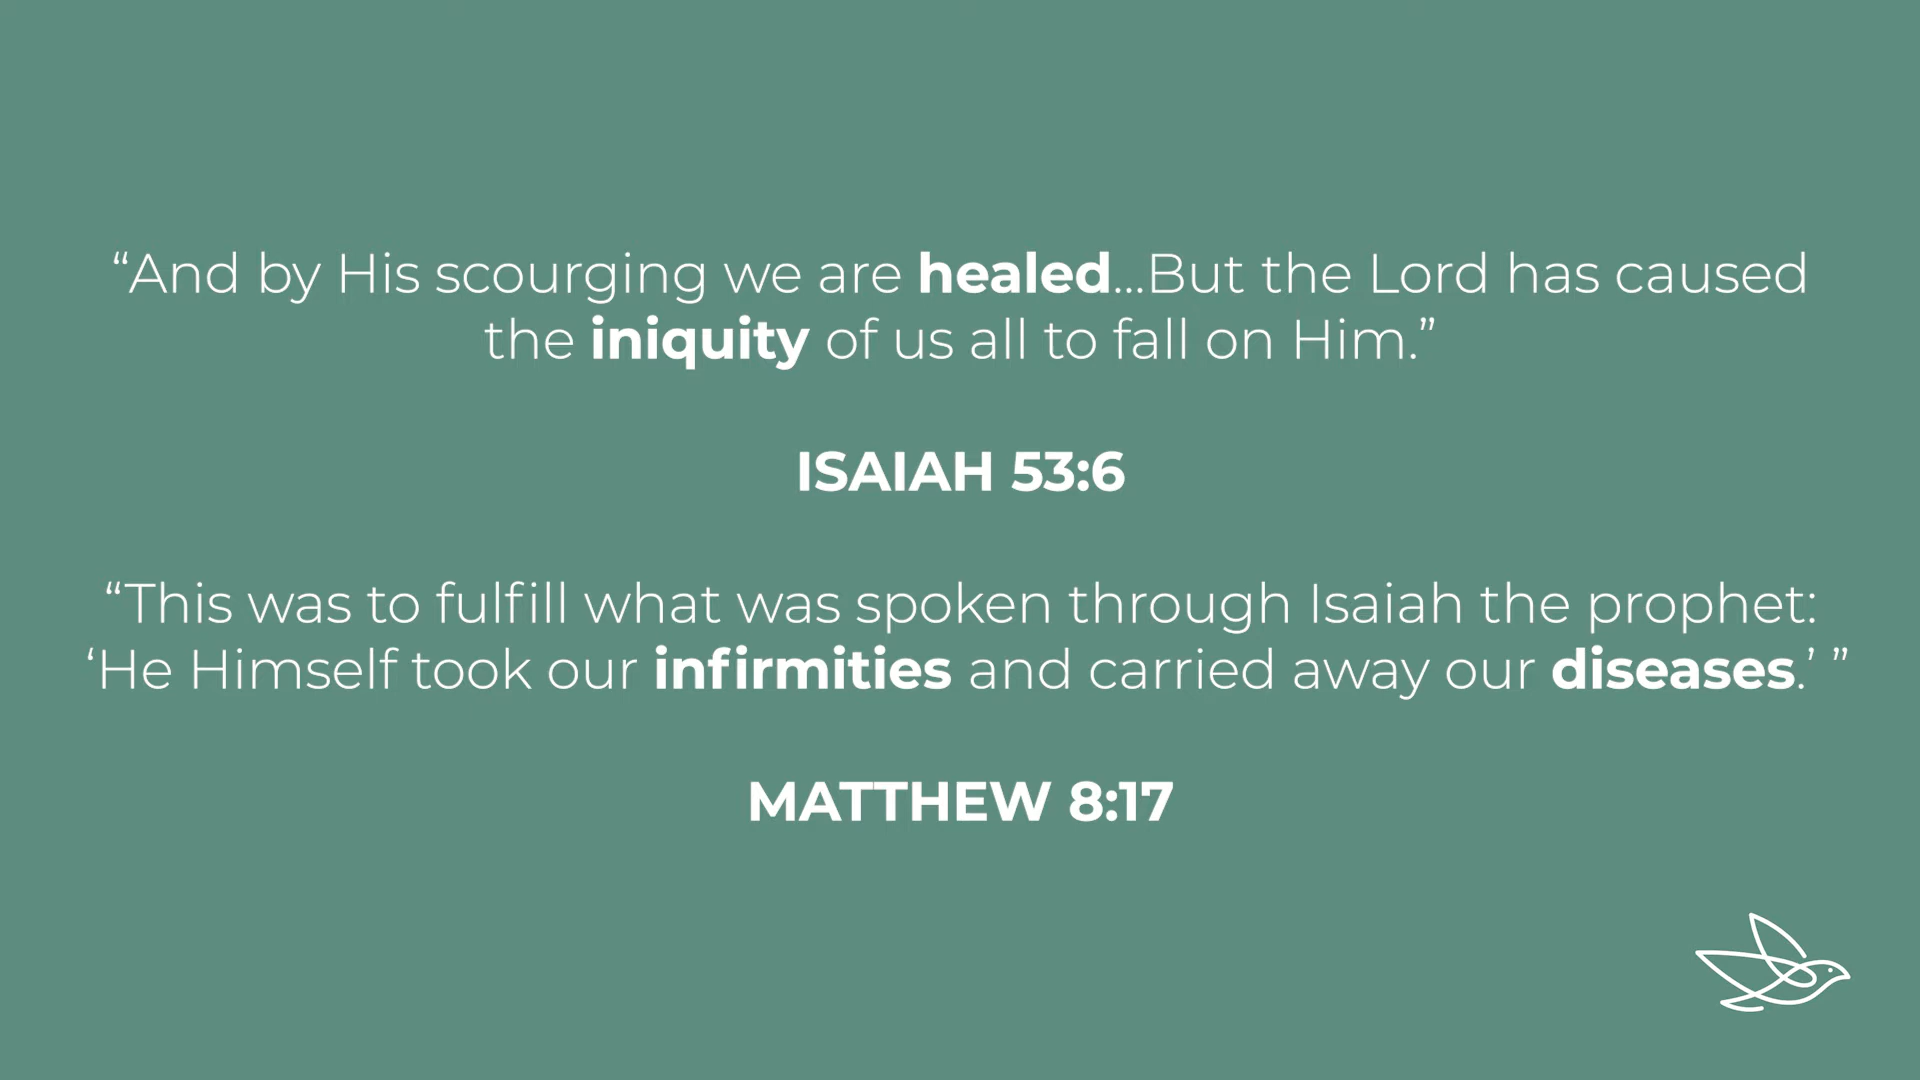 “And by His scourging we are healed...But the Lord has caused
the iniquity of us all to fall on Him.”
ISAIAH 53:6
“This was to fulfill what was spoken through Isaiah the prophet:
‘He Himself took our infirmities and carried away our diseases.’ ”
MATTHEW 8:17